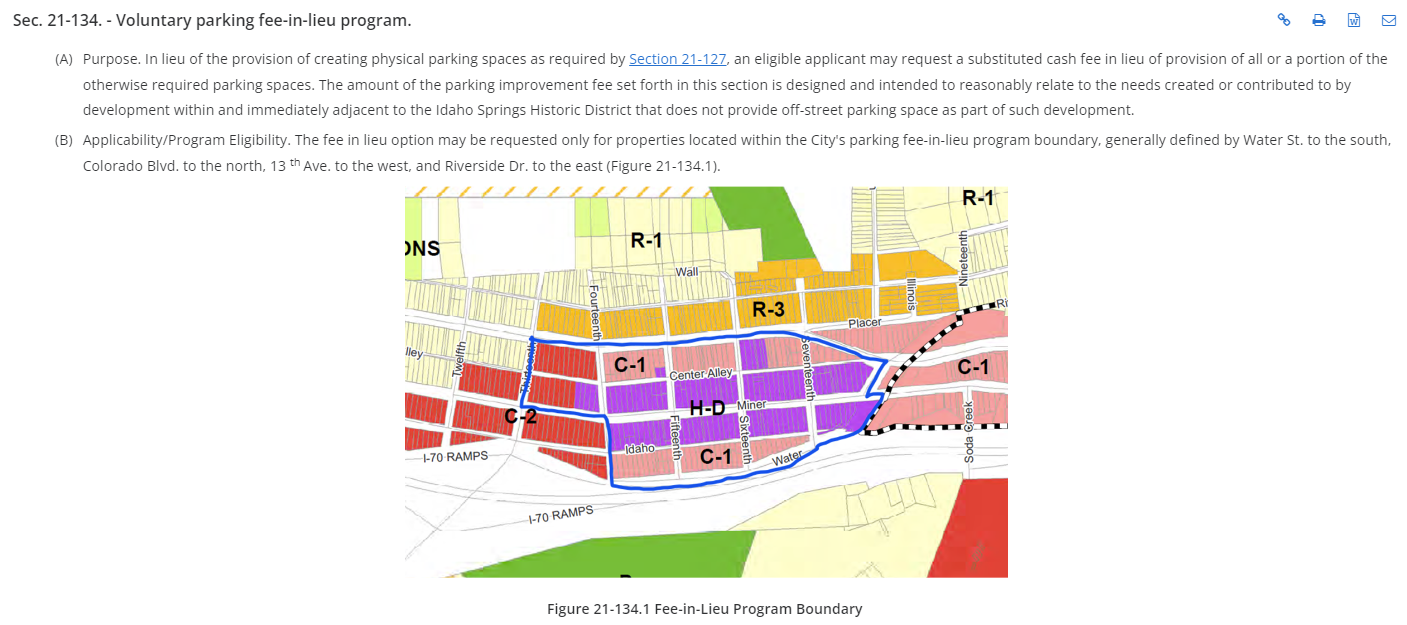 Sec. 21-134. - Voluntary parking fee-in-lieu program.
(A) Purpose. In lieu of the provision of creating physical parking spaces as required by Section 21-127, an eligible applicant may request a substituted cash fee in lieu of provision of all or a portion of the
otherwise required parking spaces. The amount of the parking improvement fee set forth in this section is designed and intended to reasonably relate to the needs created or contributed to by
development within and immediately adjacent to the Idaho Springs Historic District that does not provide off-street parking space as part of such development.
(B) Applicability/Program Eligibility. The fee in lieu option may be requested only for properties located within the City's parking fee-in-lieu program boundary, generally defined by Water St. to the south,
Colorado Blvd. to the north, 13 th Ave. to the west, and Riverside Dr. to the east (Figure 21-134.1).
R-1
R-1
ONS
Nineteenth
Wall
Fourteenth
Illinois
R-3
Placer
Ri
lley
Twelfth
Thirteenth
C-1
Center Alley
Seventeenth
C-1
C-2
H-D
Miner
Fifteenth
Sixteenth
Soda Creek
Idaho
C-1
Water
I-70 RAMPS
I-70 RAMPS
Figure 21-134.1 Fee-in-Lieu Program Boundary